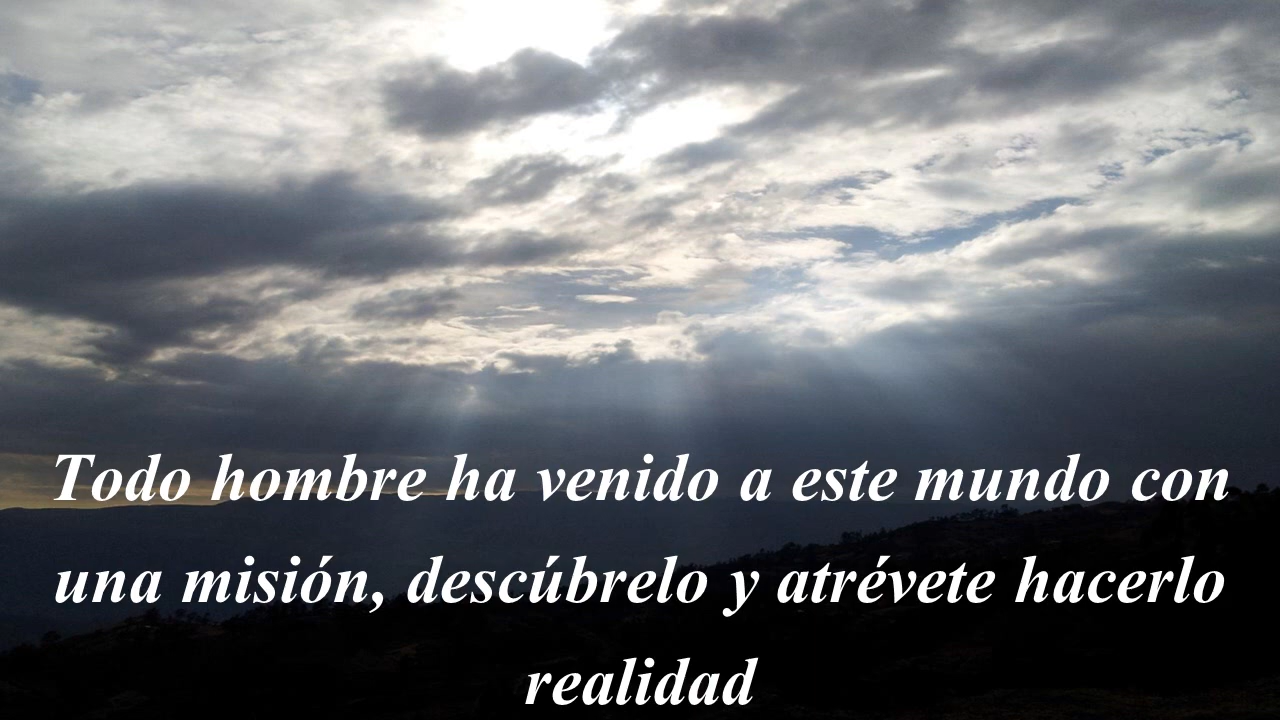 Todo hombre ha venido a este mundo con
una misión, descúbrelo y atrévete hacerlo
realidad